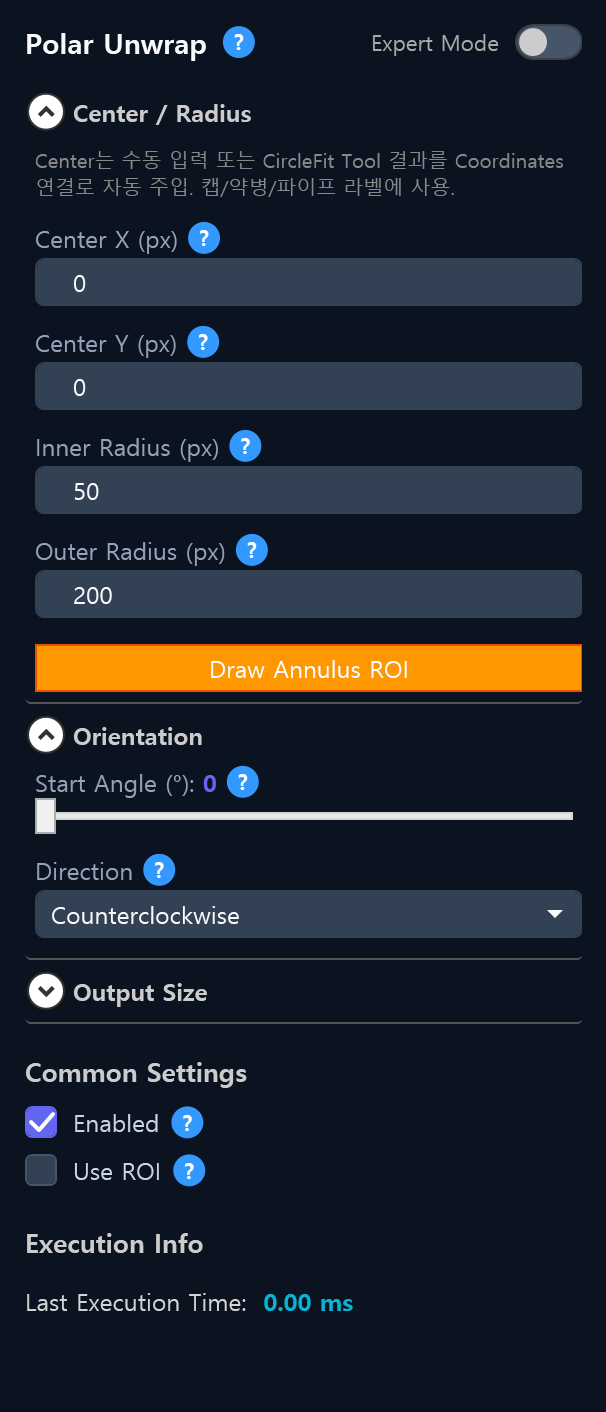 Polar Unwrap ? Expert Mode
Center / Radius
Center는 수동 입력 또는 CircleFit Tool 결과를 Coordinates
연결로 자동 주입. 캡/약병/파이프 라벨에 사용.
Center X (px) ?
0
Center Y (px) ?
0
Inner Radius (px) ?
50
Outer Radius (px) ?
200
Draw Annulus ROI
Orientation
Start Angle (°): 0 ?
Direction ?
Counterclockwise
Output Size
Common Settings
Enabled ?
Use ROI ?
Execution Info
Last Execution Time: 0.00 ms